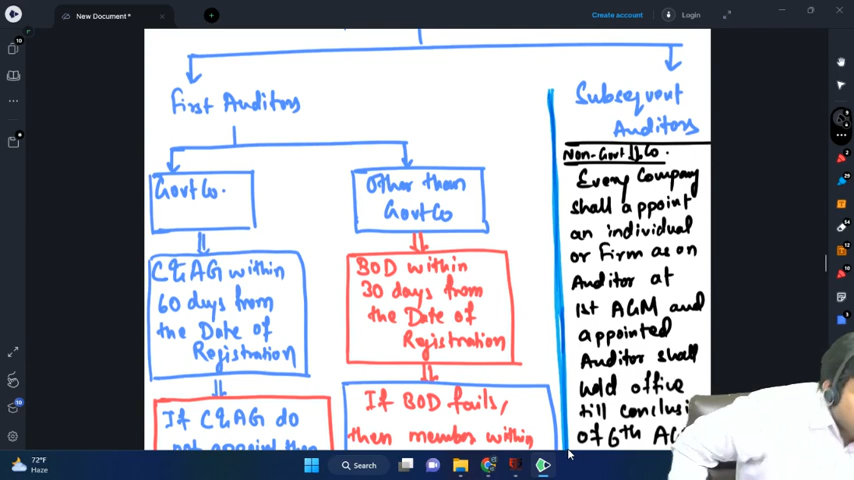 New Document*
Create account
Login
First Auditors
Subsequent
Auditors
Govt Co.
Other than
Govt Co
Non-Govt Co.
Every Company
shall appoint
an individual
or Firm as an
Auditor at
1st AGM and
appointed
Auditor shall
hold office
till conclusi
of 6th AG
C&AG within
60 days from
the Date of
Registration
BOD within
30 days from
the Date of
Registration
If C&AG do
not appoint then
If BOD fails,
then members within
72°F
Haze
Search